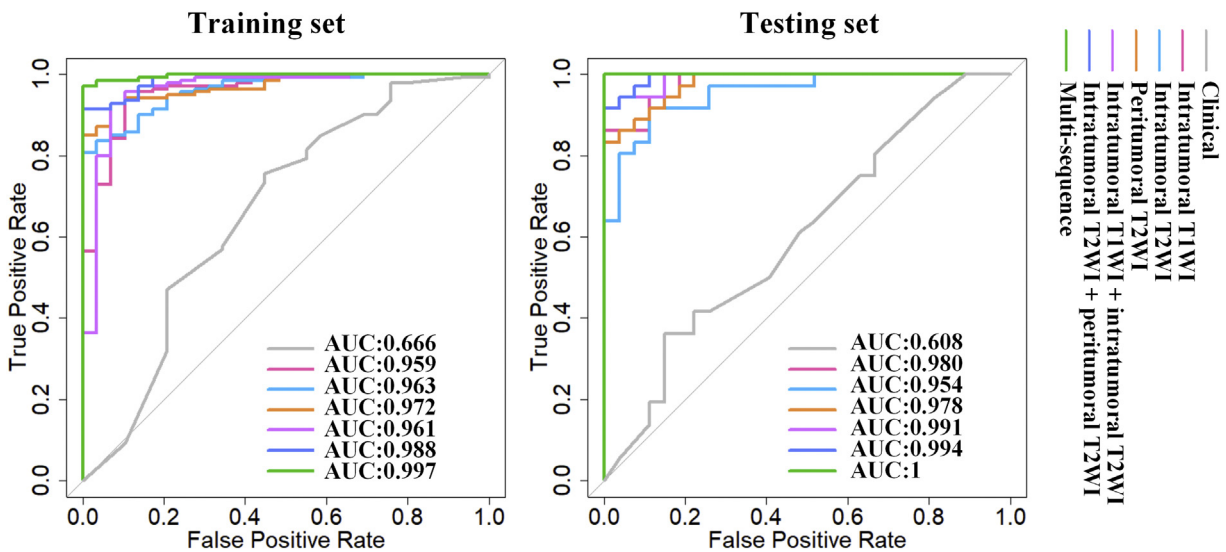 Training set
True Positive Rate
1.0
0.8
0.6
0.4
0.2
0.0
AUC:0.666
AUC:0.959
AUC:0.963
AUC:0.972
AUC:0.961
AUC:0.988
AUC:0.997
0.0 0.2 0.4 0.6 0.8 1.0
False Positive Rate
Testing set
True Positive Rate
1.0
0.8
0.6
0.4
0.2
0.0
AUC:0.608
AUC:0.980
AUC:0.954
AUC:0.978
AUC:0.991
AUC:0.994
AUC:1
0.0 0.2 0.4 0.6 0.8 1.0
False Positive Rate
Clinical
Intratumoral T1WI
Intratumoral T2WI
Peritumoral T2WI
Intratumoral T1WI + intratumoral T2WI
Intratumoral T2WI + peritumoral T2WI
Multi-sequence